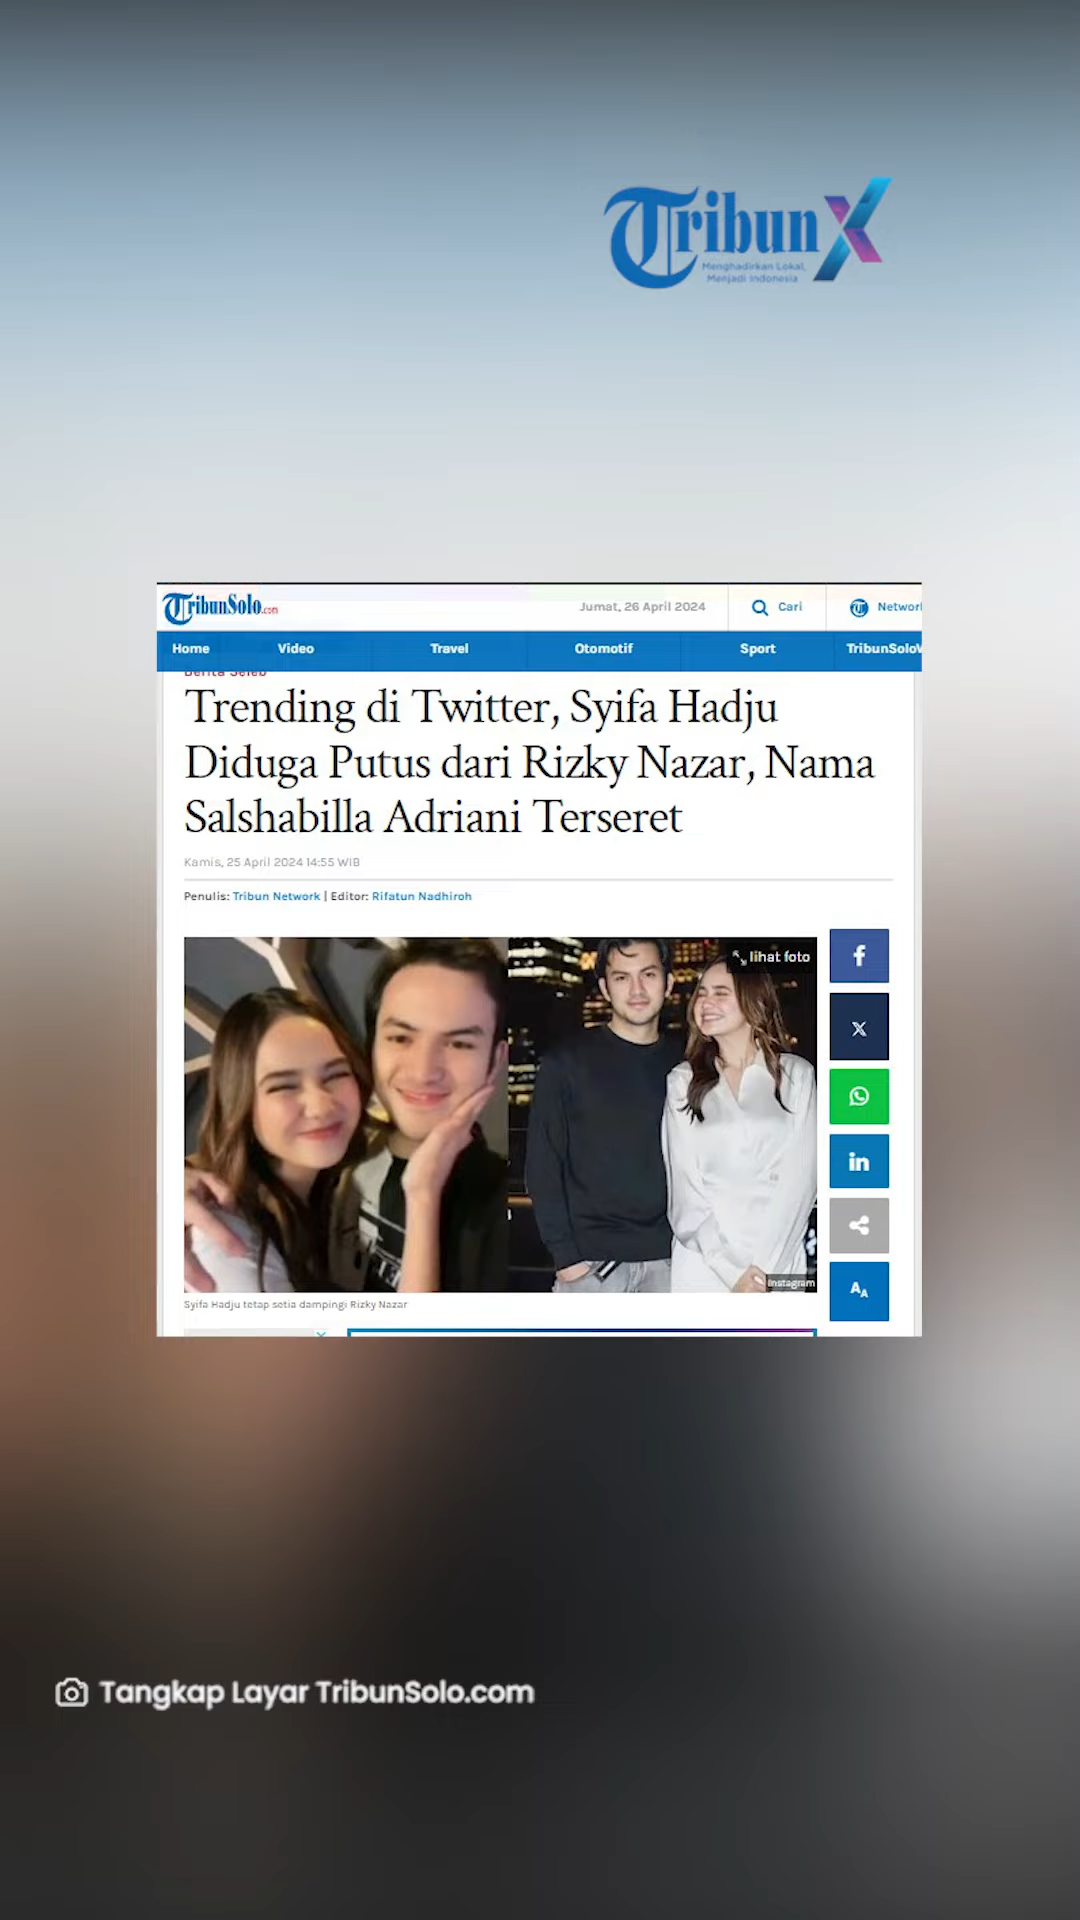 TribunX
Menghadirkan Lokal,
Menjadi Indonesia
TribunSolo.com
Jumat, 26 April 2024
Cari
Networ
Home
Video
Travel
Otomotif
Sport
TribunSolo
Berita Seleb
Trending di Twitter, Syifa Hadju
Diduga Putus dari Rizky Nazar, Nama
Salshabilla Adriani Terseret
Kamis, 25 April 2024 14:55 WIB
Penulis: Tribun Network | Editor: Rifatun Nadhiroh
lihat foto
Instagram
Syifa Hadju tetap setia dampingi Rizky Nazar
Tangkap Layar TribunSolo.com